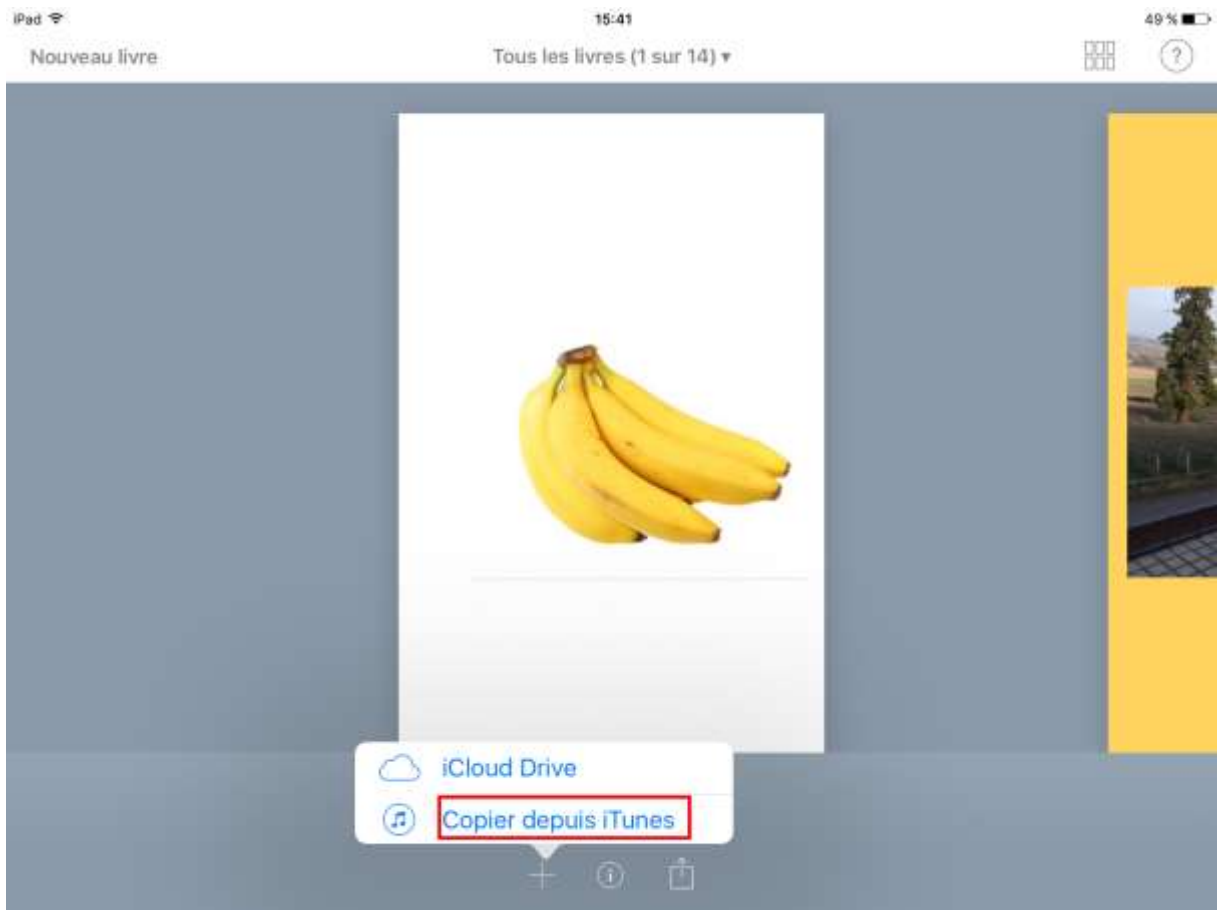 iPad 15:41 49 %
Nouveau livre Tous les livres (1 sur 14) ▾ ?
iCloud Drive
Copier depuis iTunes